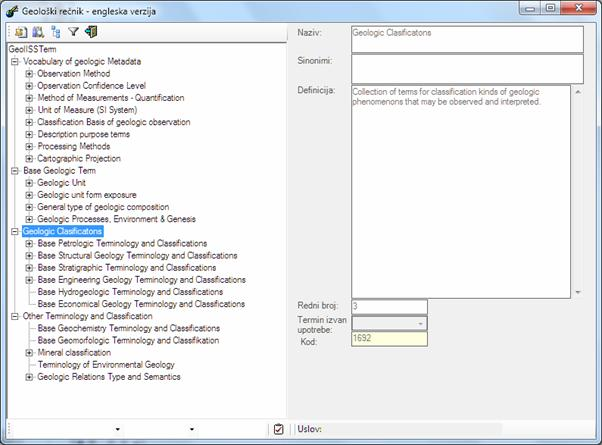 Geološki rečnik - engleska verzija
GeoIISSTerm
Vocabulary of geologic Metadata
Observation Method
Opservation Confidence Level
Method of Measurements - Quantification
Unit of Measure (SI System)
Classification Basis of geologic observation
Description purpose terms
Processing Methods
Cartographic Projection
Base Geologic Term
Geologic Unit
Geologic unit form exposure
General type of geologic composition
Geologic Processes, Environment & Genesis
Geologic Clasificatons
Base Petrologic Terminology and Classifications
Base Structural Geology Terminology and Classifications
Base Stratigraphic Terminology and Classifications
Base Engineering Geology Terminology and Classifications
Base Hydrogeologic Terminology and Classifications
Base Economical Geology Terminology and Classifications
Other Terminology and Classification
Base Geochemistry Terminology and Classifications
Base Geomorfologic Terminology and Classifikation
Mineral classification
Terminology of Environmental Geology
Geologic Relations Type and Semantics
Naziv:
Geologic Clasificatons
Sinonimi:
Definicija:
Collection of terms for classification kinds of geologic
phenomenons that may be observed and interpreted.
Redni broj:
3
Termin izvan
upotrebe:
Kod:
1692
Uslov: